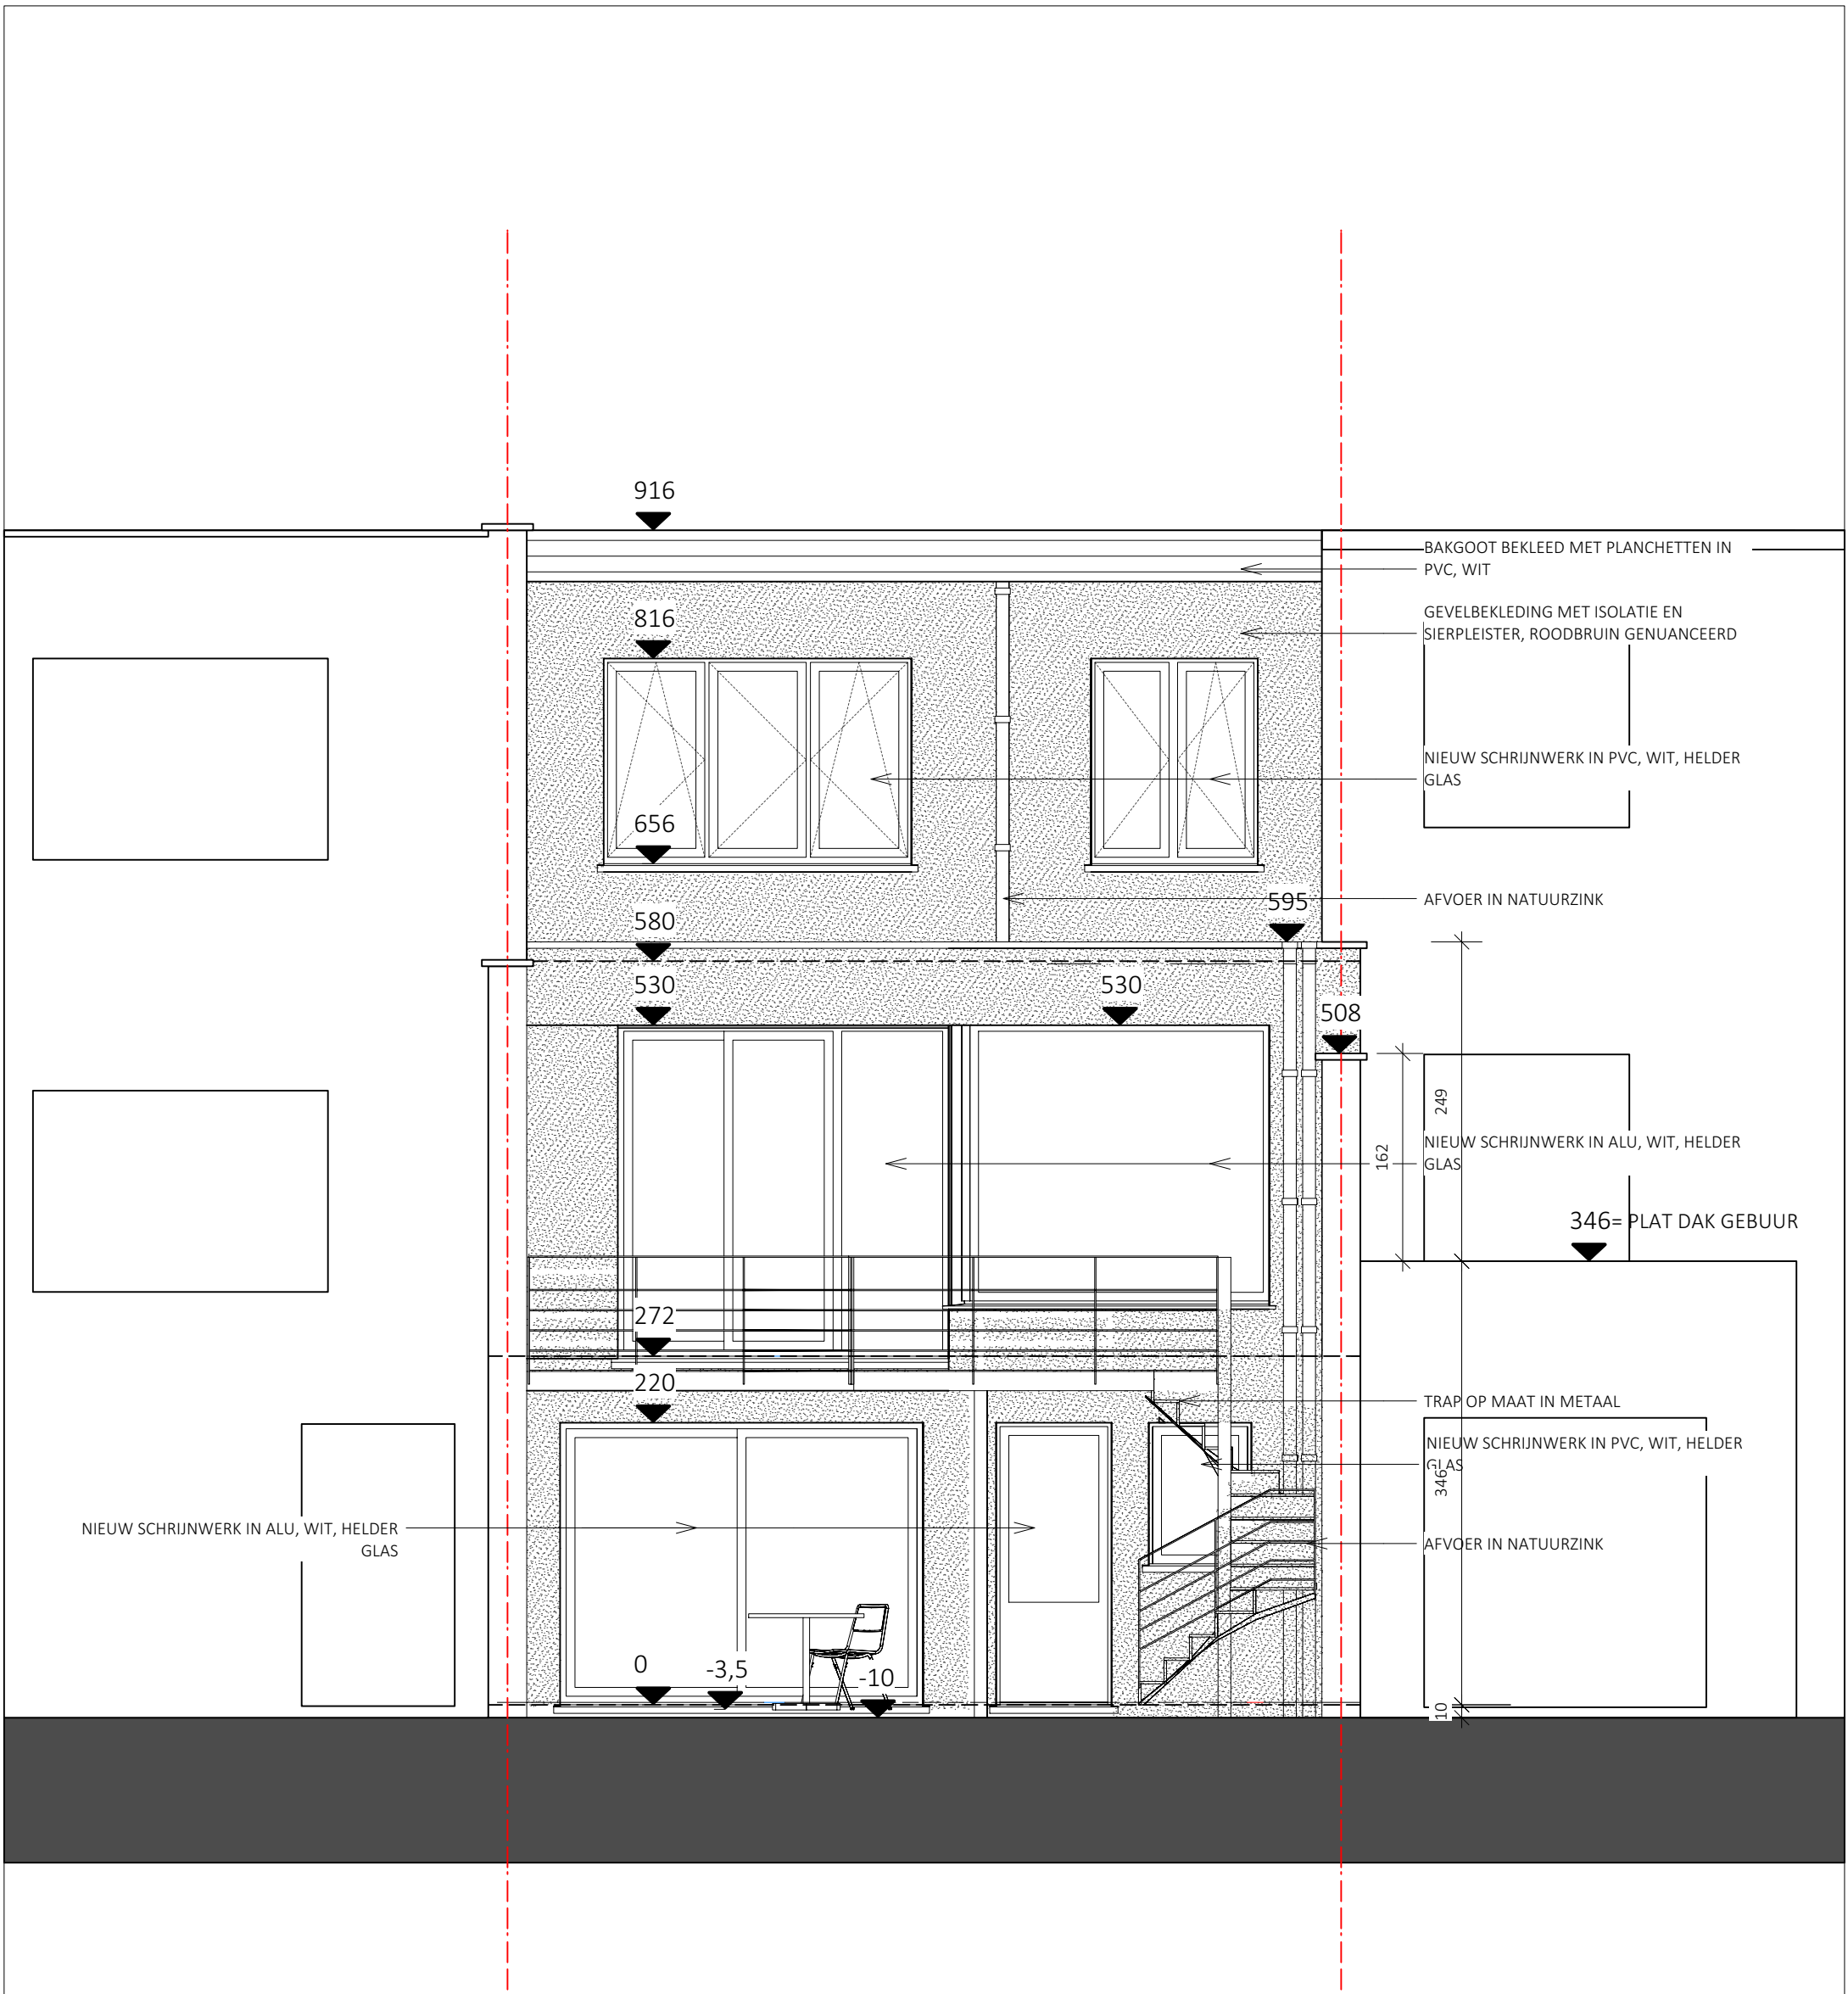 916
BAKGOOT BEKLEED MET PLANCHETTEN IN
PVC, WIT
GEVELBEKLEDING MET ISOLATIE EN
SIERPLEISTER, ROODBRUIN GENUANCEERD
816
NIEUW SCHRIJNWERK IN PVC, WIT, HELDER
GLAS
656
AFVOER IN NATUURZINK
595
580
530
530
508
249
162
NIEUW SCHRIJNWERK IN ALU, WIT, HELDER
GLAS
346= PLAT DAK GEBUUR
272
220
TRAP OP MAAT IN METAAL
NIEUW SCHRIJNWERK IN PVC, WIT, HELDER
GLAS
346
NIEUW SCHRIJNWERK IN ALU, WIT, HELDER
GLAS
AFVOER IN NATUURZINK
0
-3,5
-10
10